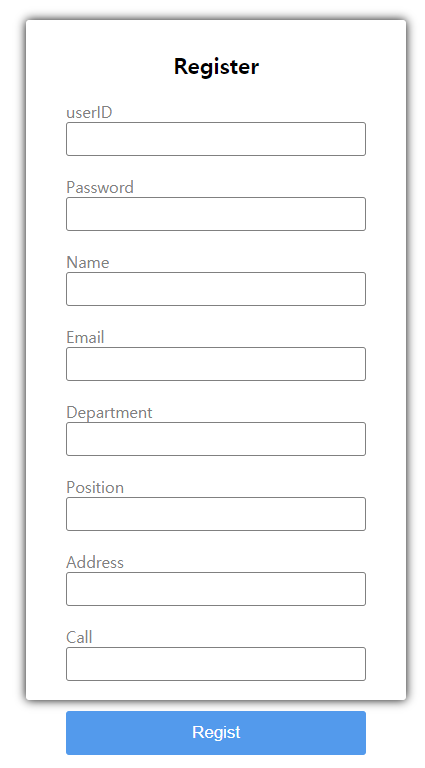 Register
userID
Password
Name
Email
Department
Position
Address
Call
Regist